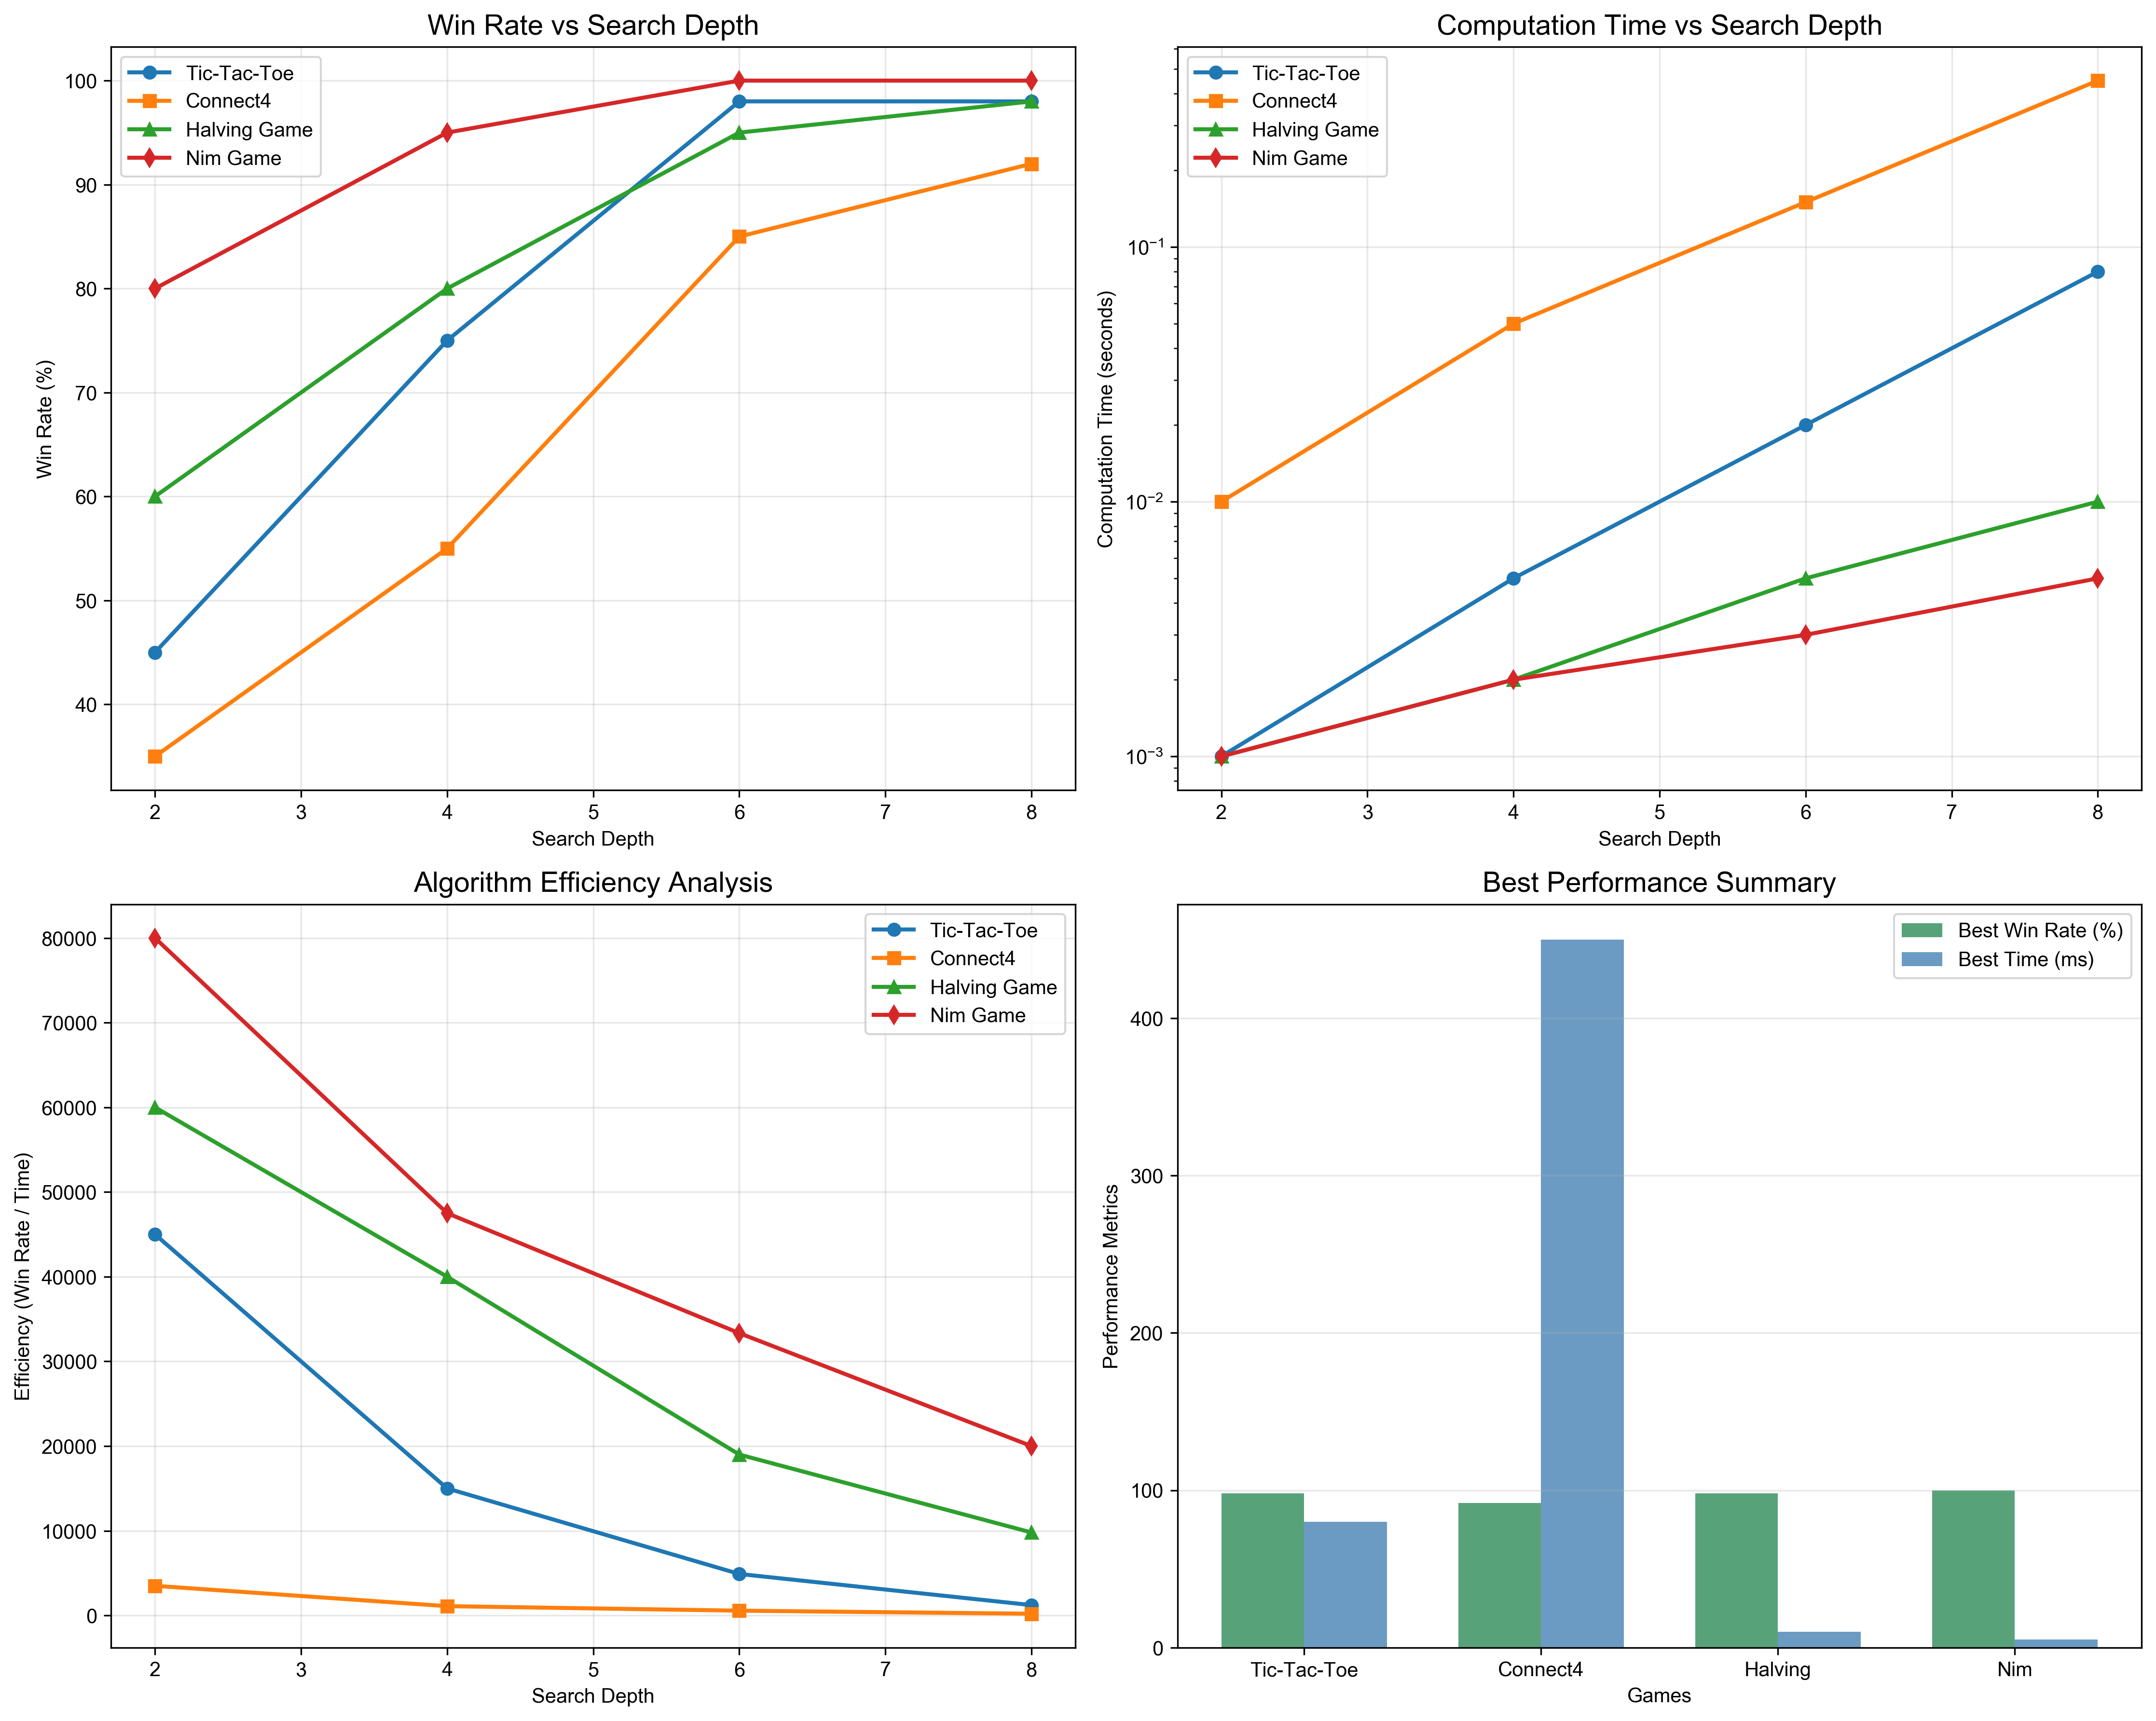 Win Rate vs Search Depth
Tic-Tac-Toe
Connect4
Halving Game
Nim Game
100
90
80
70
60
50
40
Win Rate (%)
2 3 4 5 6 7 8
Search Depth
Computation Time vs Search Depth
Tic-Tac-Toe
Connect4
Halving Game
Nim Game
10⁻¹
10⁻²
10⁻³
Computation Time (seconds)
2 3 4 5 6 7 8
Search Depth
Algorithm Efficiency Analysis
Tic-Tac-Toe
Connect4
Halving Game
Nim Game
80000
70000
60000
50000
40000
30000
20000
10000
0
Efficiency (Win Rate / Time)
2 3 4 5 6 7 8
Search Depth
Best Performance Summary
Best Win Rate (%)
Best Time (ms)
400
300
200
100
0
Performance Metrics
Tic-Tac-Toe Connect4 Halving Nim
Games